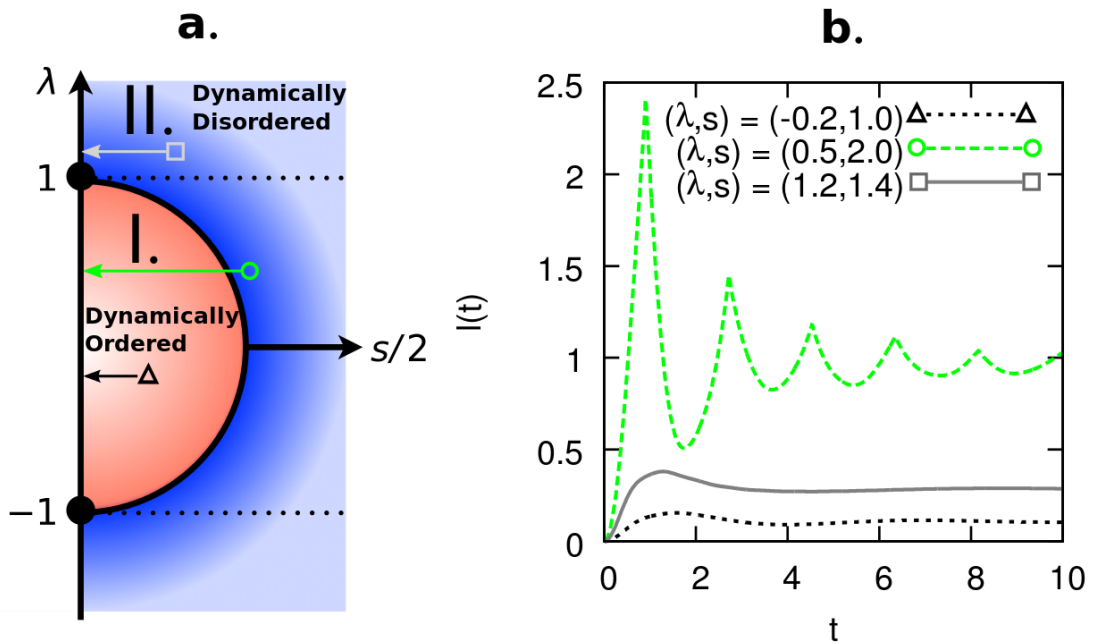 a.
λ
II.
Dynamically
Disordered
1
I.
Dynamically
Ordered
s/2
−1
b.
2.5
2
1.5
1
0.5
0
I(t)
(λ,s) = (-0.2,1.0)
(λ,s) = (0.5,2.0)
(λ,s) = (1.2,1.4)
0 2 4 6 8 10
t